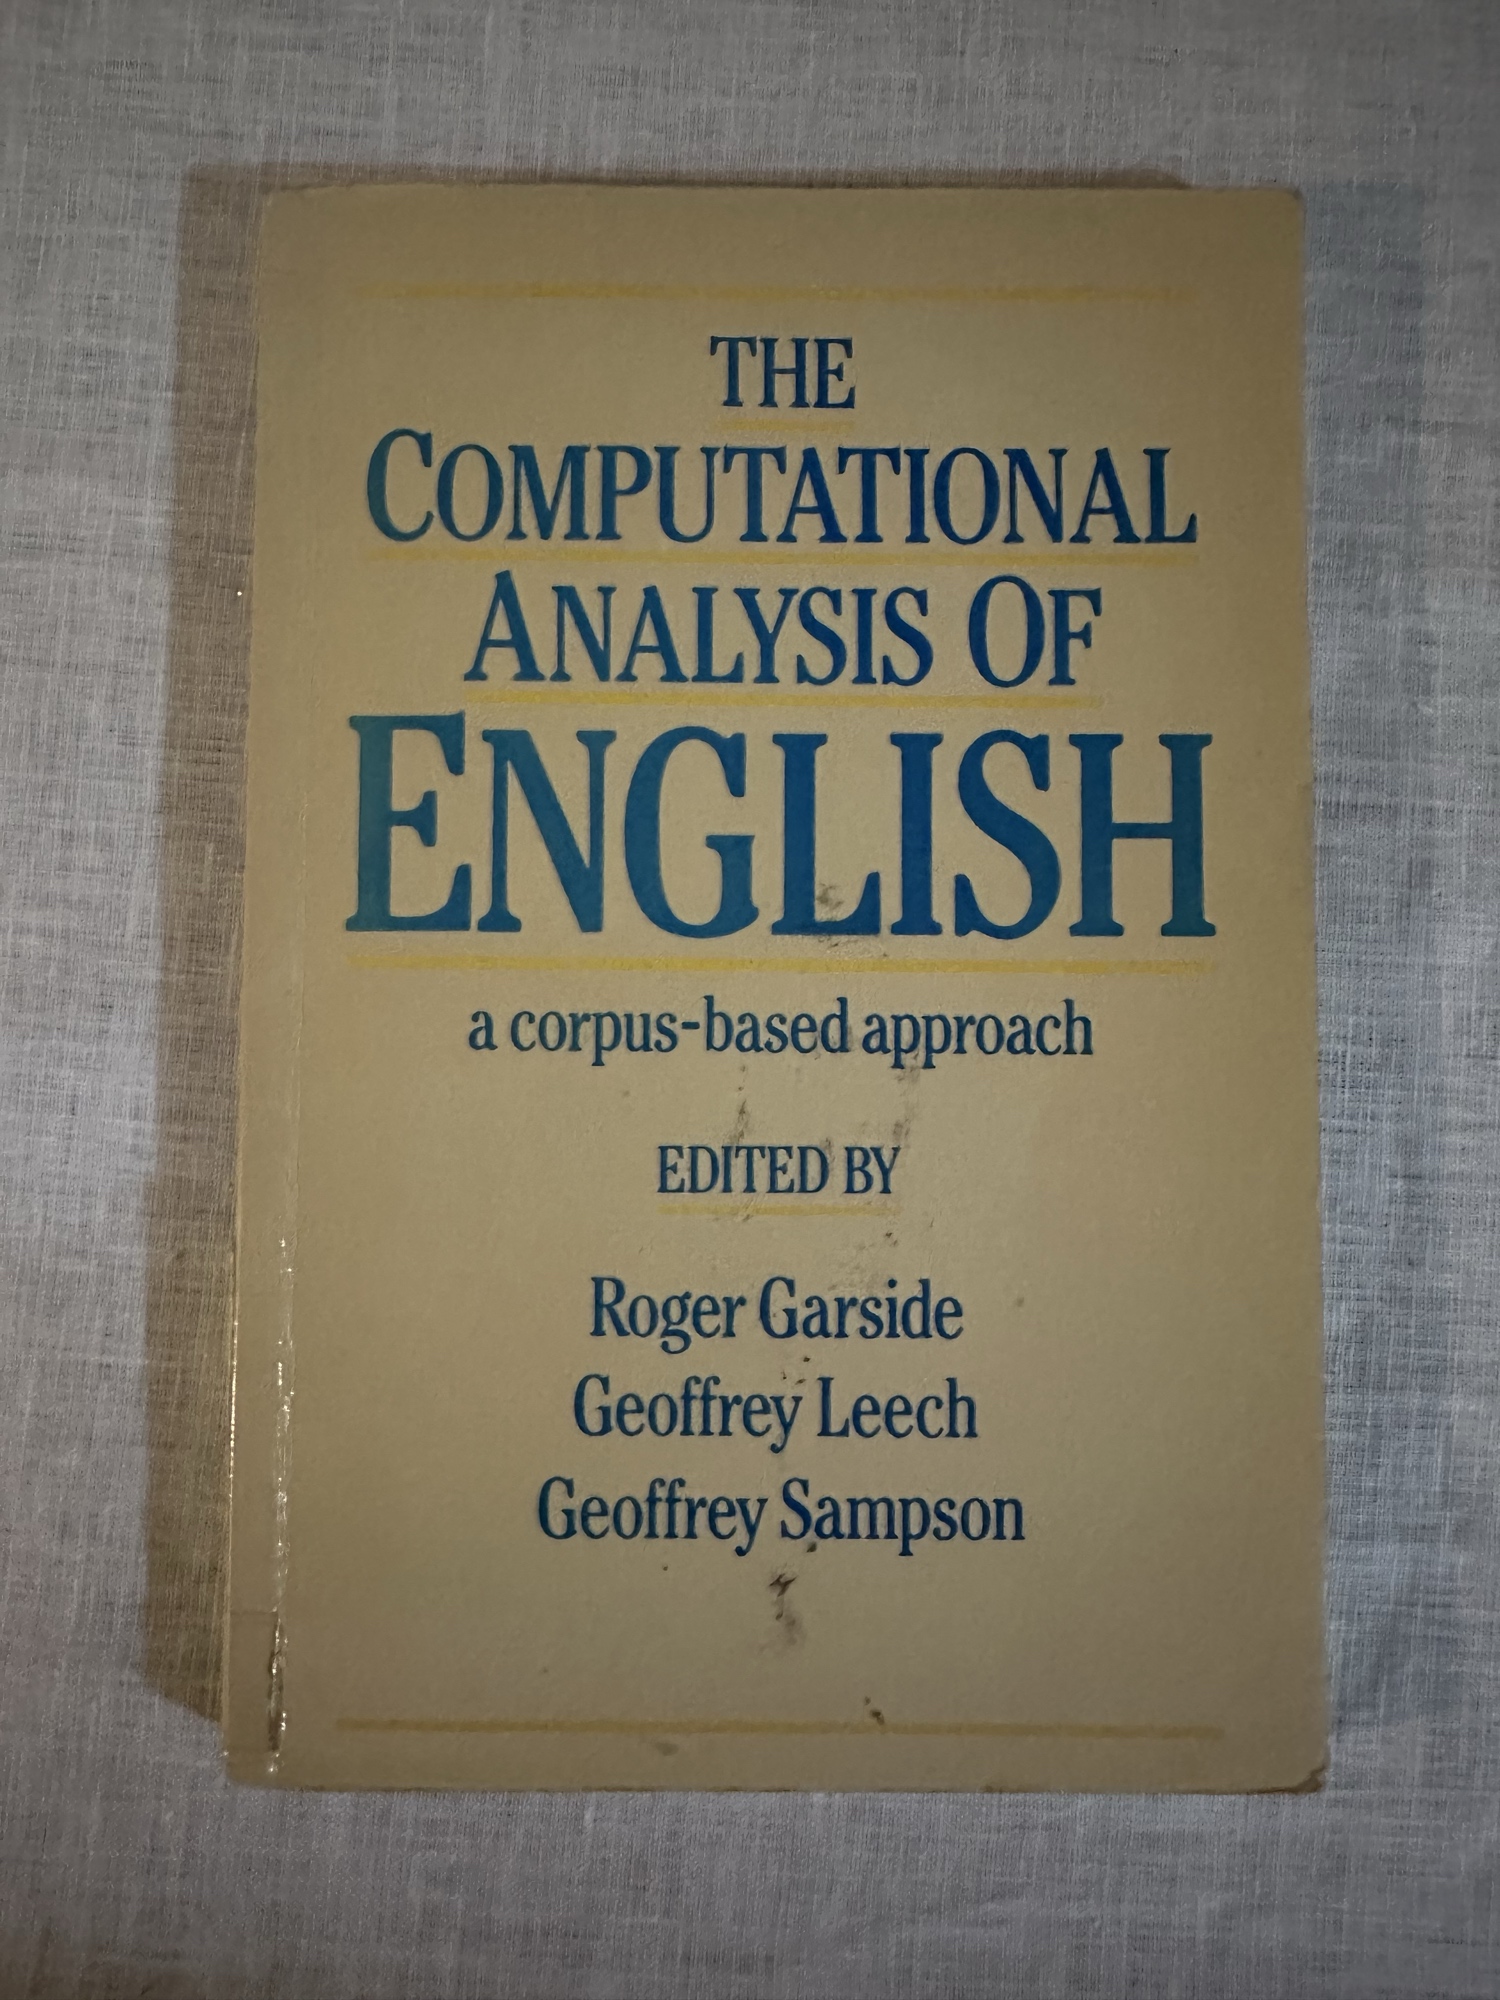 THE
COMPUTATIONAL
ANALYSIS OF
ENGLISH
a corpus-based approach
EDITED BY
Roger Garside
Geoffrey Leech
Geoffrey Sampson